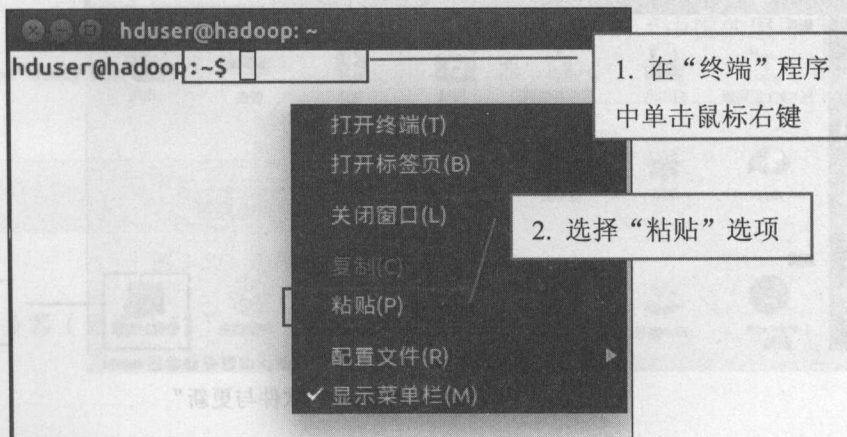 hduser@hadoop: ~
hduser@hadoop:~$
1. 在“终端”程序
中单击鼠标右键
打开终端(T)
打开标签页(B)
关闭窗口(L)
2. 选择“粘贴”选项
复制(C)
粘贴(P)
配置文件(R)
✓ 显示菜单栏(M)